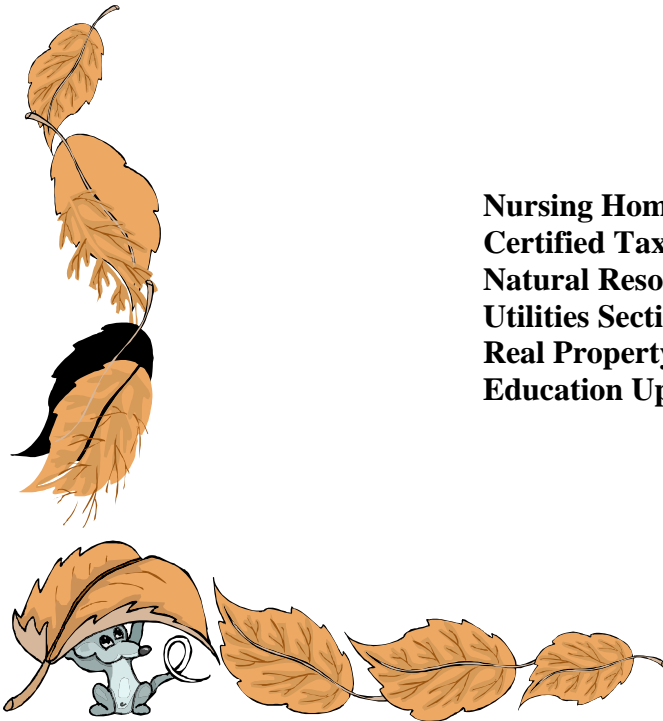 Nursing Hom
Certified Tax
Natural Reso
Utilities Secti
Real Property
Education Up